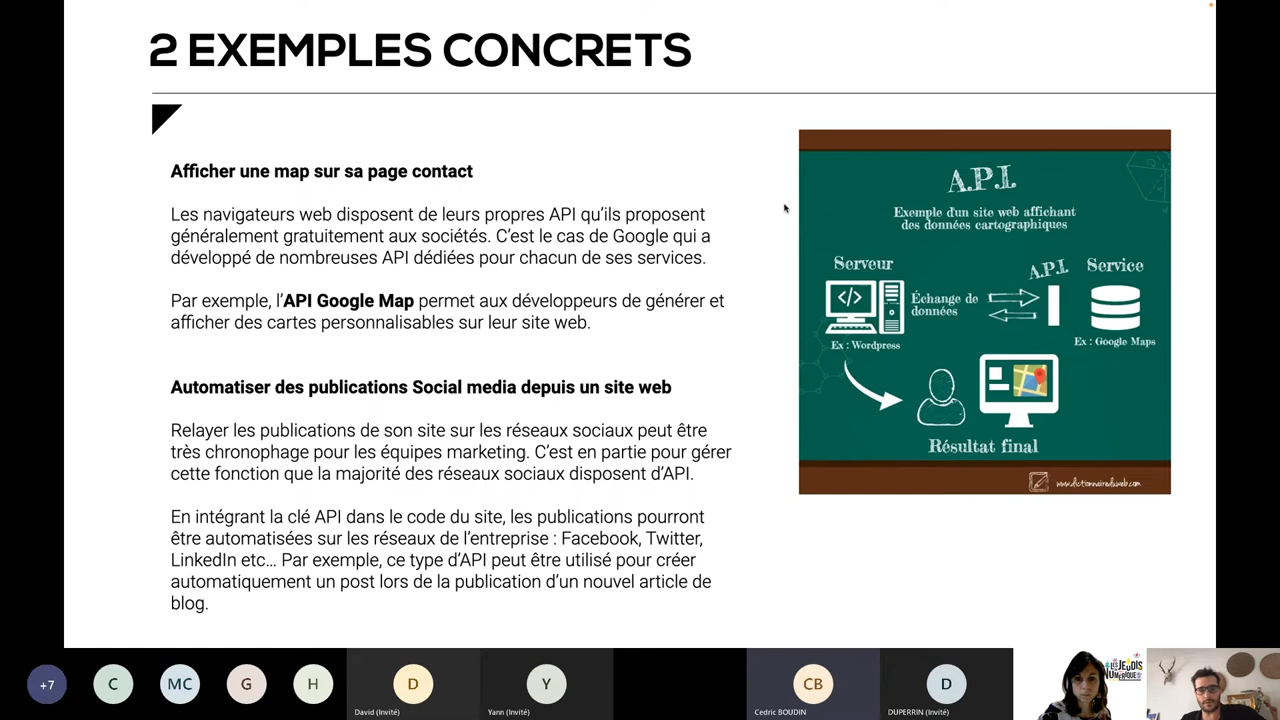 2 EXEMPLES CONCRETS
Afficher une map sur sa page contact
Les navigateurs web disposent de leurs propres API qu’ils proposent
généralement gratuitement aux sociétés. C’est le cas de Google qui a
développé de nombreuses API dédiées pour chacun de ses services.
Par exemple, l’API Google Map permet aux développeurs de générer et
afficher des cartes personnalisables sur leur site web.
Automatiser des publications Social media depuis un site web
Relayer les publications de son site sur les réseaux sociaux peut être
très chronophage pour les équipes marketing. C’est en partie pour gérer
cette fonction que la majorité des réseaux sociaux disposent d’API.
En intégrant la clé API dans le code du site, les publications pourront
être automatisées sur les réseaux de l’entreprise : Facebook, Twitter,
LinkedIn etc… Par exemple, ce type d’API peut être utilisé pour créer
automatiquement un post lors de la publication d’un nouvel article de
blog.
A.P.I.
Exemple d'un site web affichant
des données cartographiques
Serveur
A.P.I.
Service
</>
Échange de
données
Ex : Wordpress
Ex : Google Maps
Résultat final
www.dictionnaireduweb.com
+7
C
MC
G
H
D
David (Invité)
Y
Yann (Invité)
CB
Cedric BOUDIN
D
DUPERRIN (Invité)
LES JEUDIS
NUMÉRIQUE